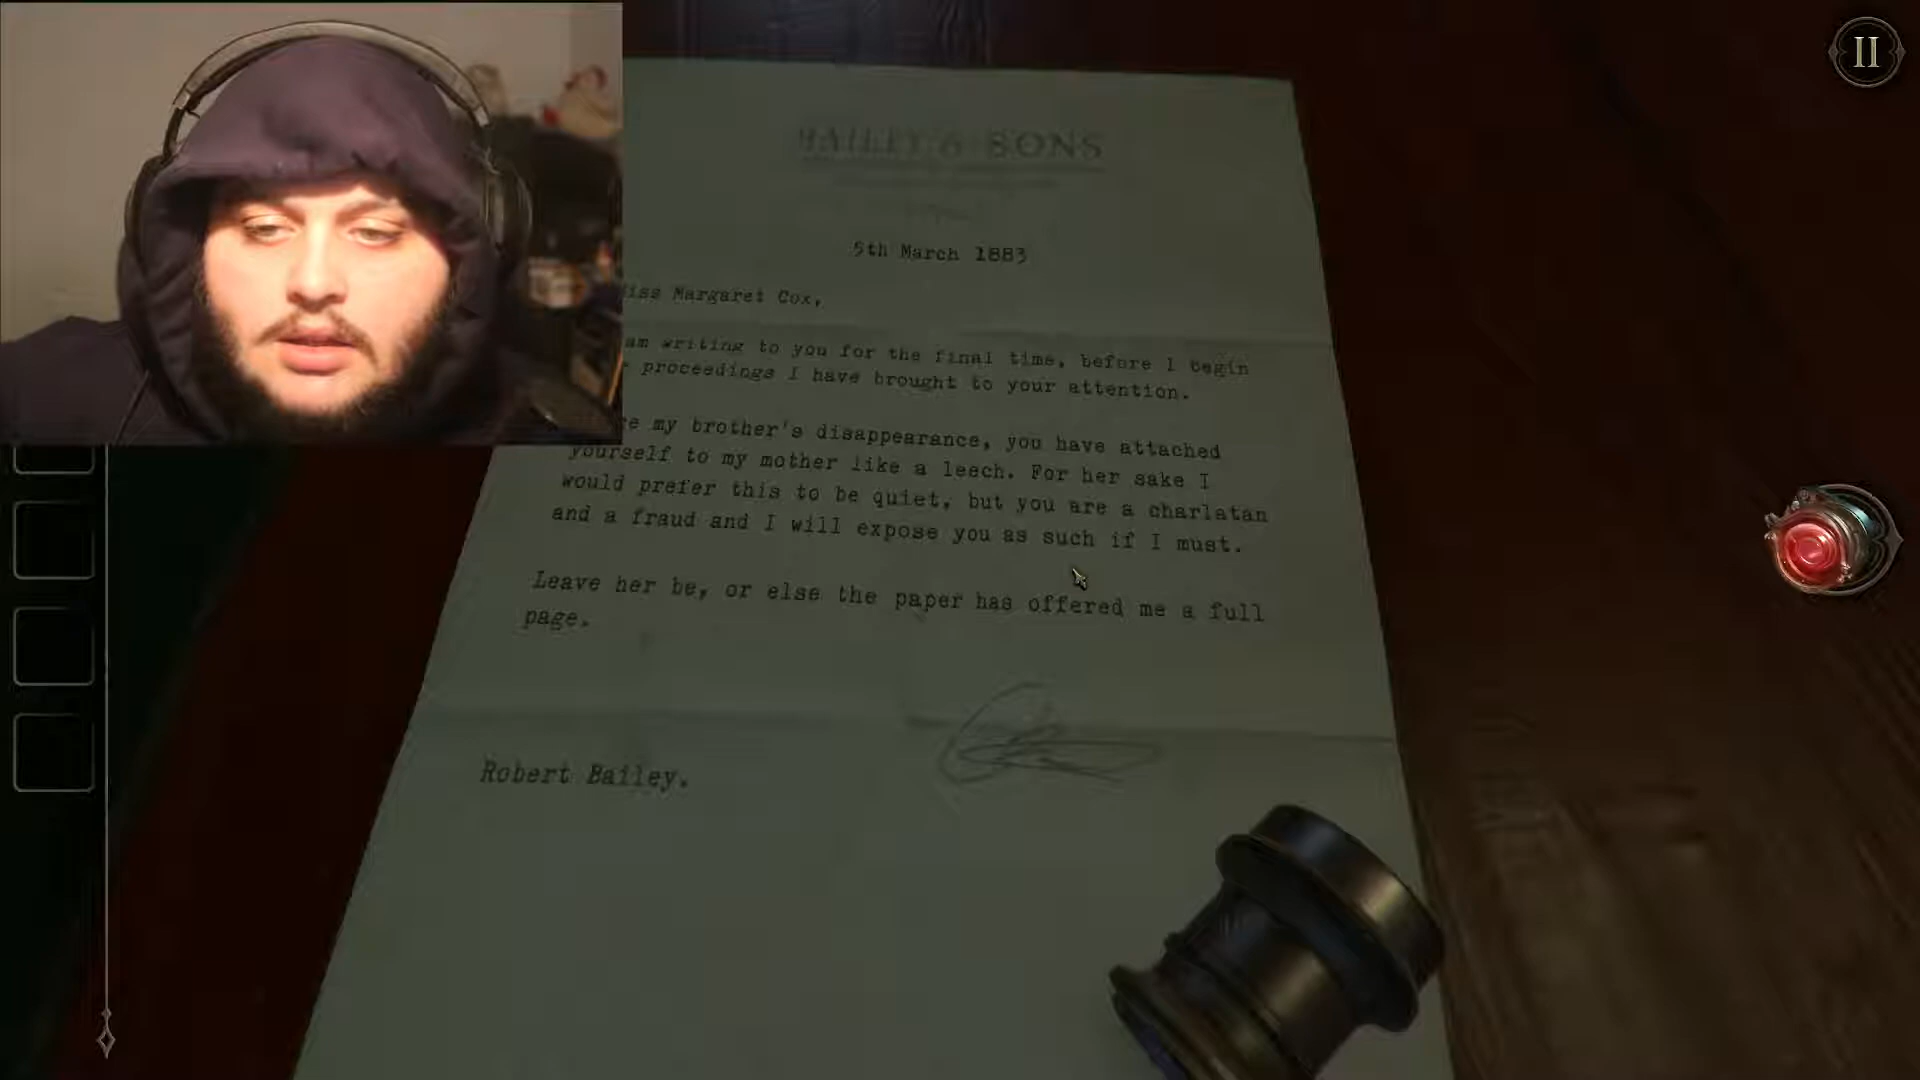 BAILEY & SONS
5th March 1883
Margaret Cox,
am writing to you for the final time, before I begin
proceedings I have brought to your attention.
my brother's disappearance, you have attached
yourself to my mother like a leech. For her sake I
would prefer this to be quiet, but you are a charlatan
and a fraud and I will expose you as such if I must.
Leave her be, or else the paper has offered me a full
page.
Robert Bailey.